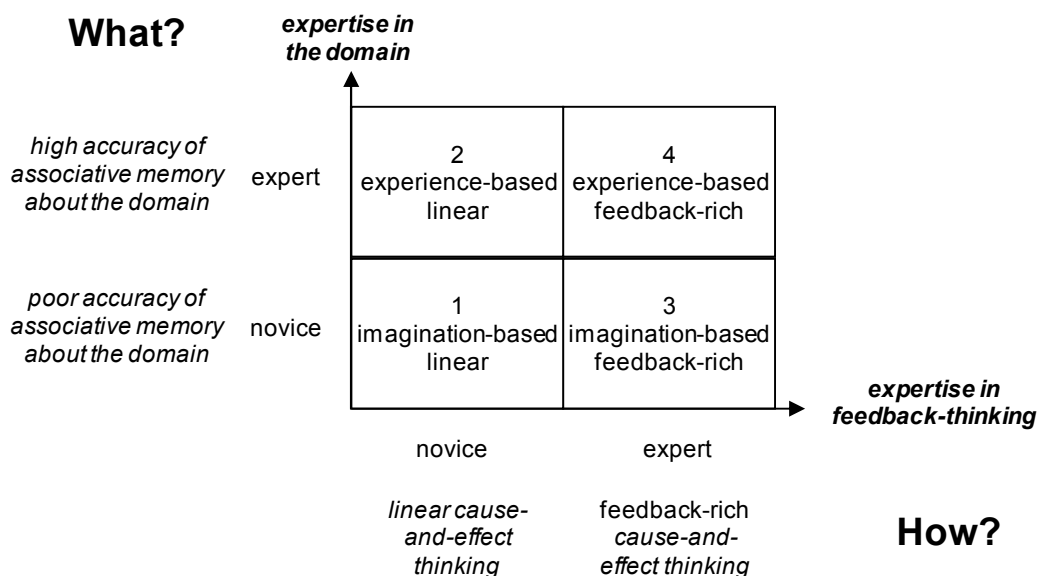 What?
expertise in
the domain
high accuracy of
associative memory
about the domain
expert
2
experience-based
linear
4
experience-based
feedback-rich
poor accuracy of
associative memory
about the domain
novice
1
imagination-based
linear
3
imagination-based
feedback-rich
expertise in
feedback-thinking
novice
expert
linear cause-
and-effect
thinking
feedback-rich
cause-and-
effect thinking
How?